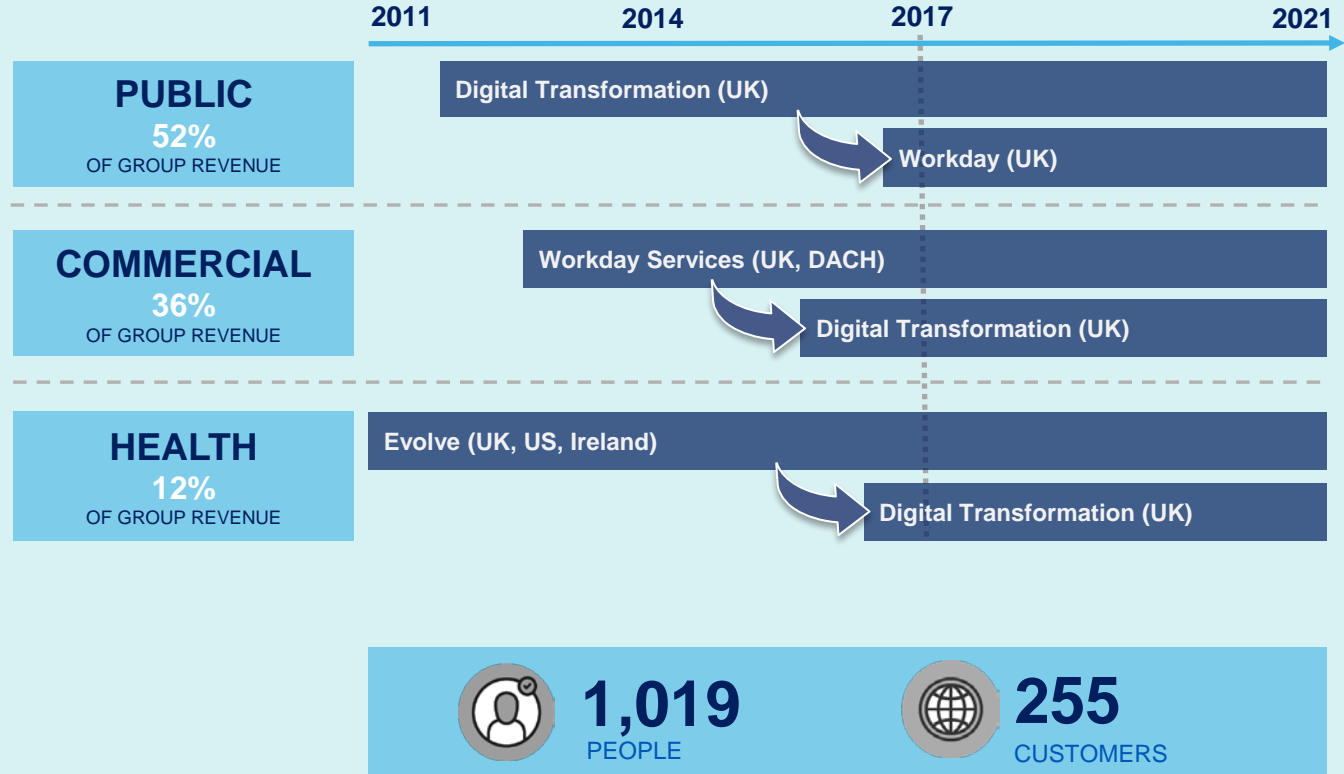 2011
2014
2017
2021
PUBLIC
52%
OF GROUP REVENUE
Digital Transformation (UK)
Workday (UK)
COMMERCIAL
36%
OF GROUP REVENUE
Workday Services (UK, DACH)
Digital Transformation (UK)
HEALTH
12%
OF GROUP REVENUE
Evolve (UK, US, Ireland)
Digital Transformation (UK)
1,019
PEOPLE
255
CUSTOMERS